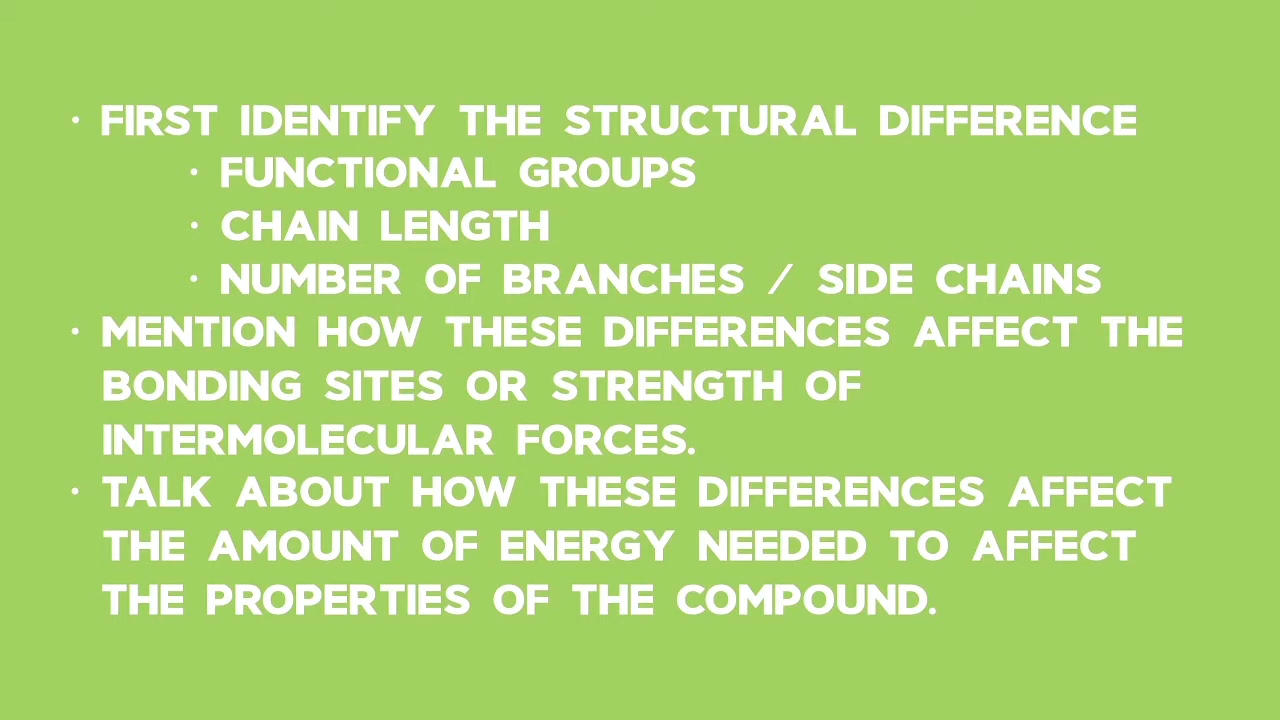 · FIRST IDENTIFY THE STRUCTURAL DIFFERENCE
· FUNCTIONAL GROUPS
· CHAIN LENGTH
· NUMBER OF BRANCHES / SIDE CHAINS
· MENTION HOW THESE DIFFERENCES AFFECT THE
BONDING SITES OR STRENGTH OF
INTERMOLECULAR FORCES.
· TALK ABOUT HOW THESE DIFFERENCES AFFECT
THE AMOUNT OF ENERGY NEEDED TO AFFECT
THE PROPERTIES OF THE COMPOUND.